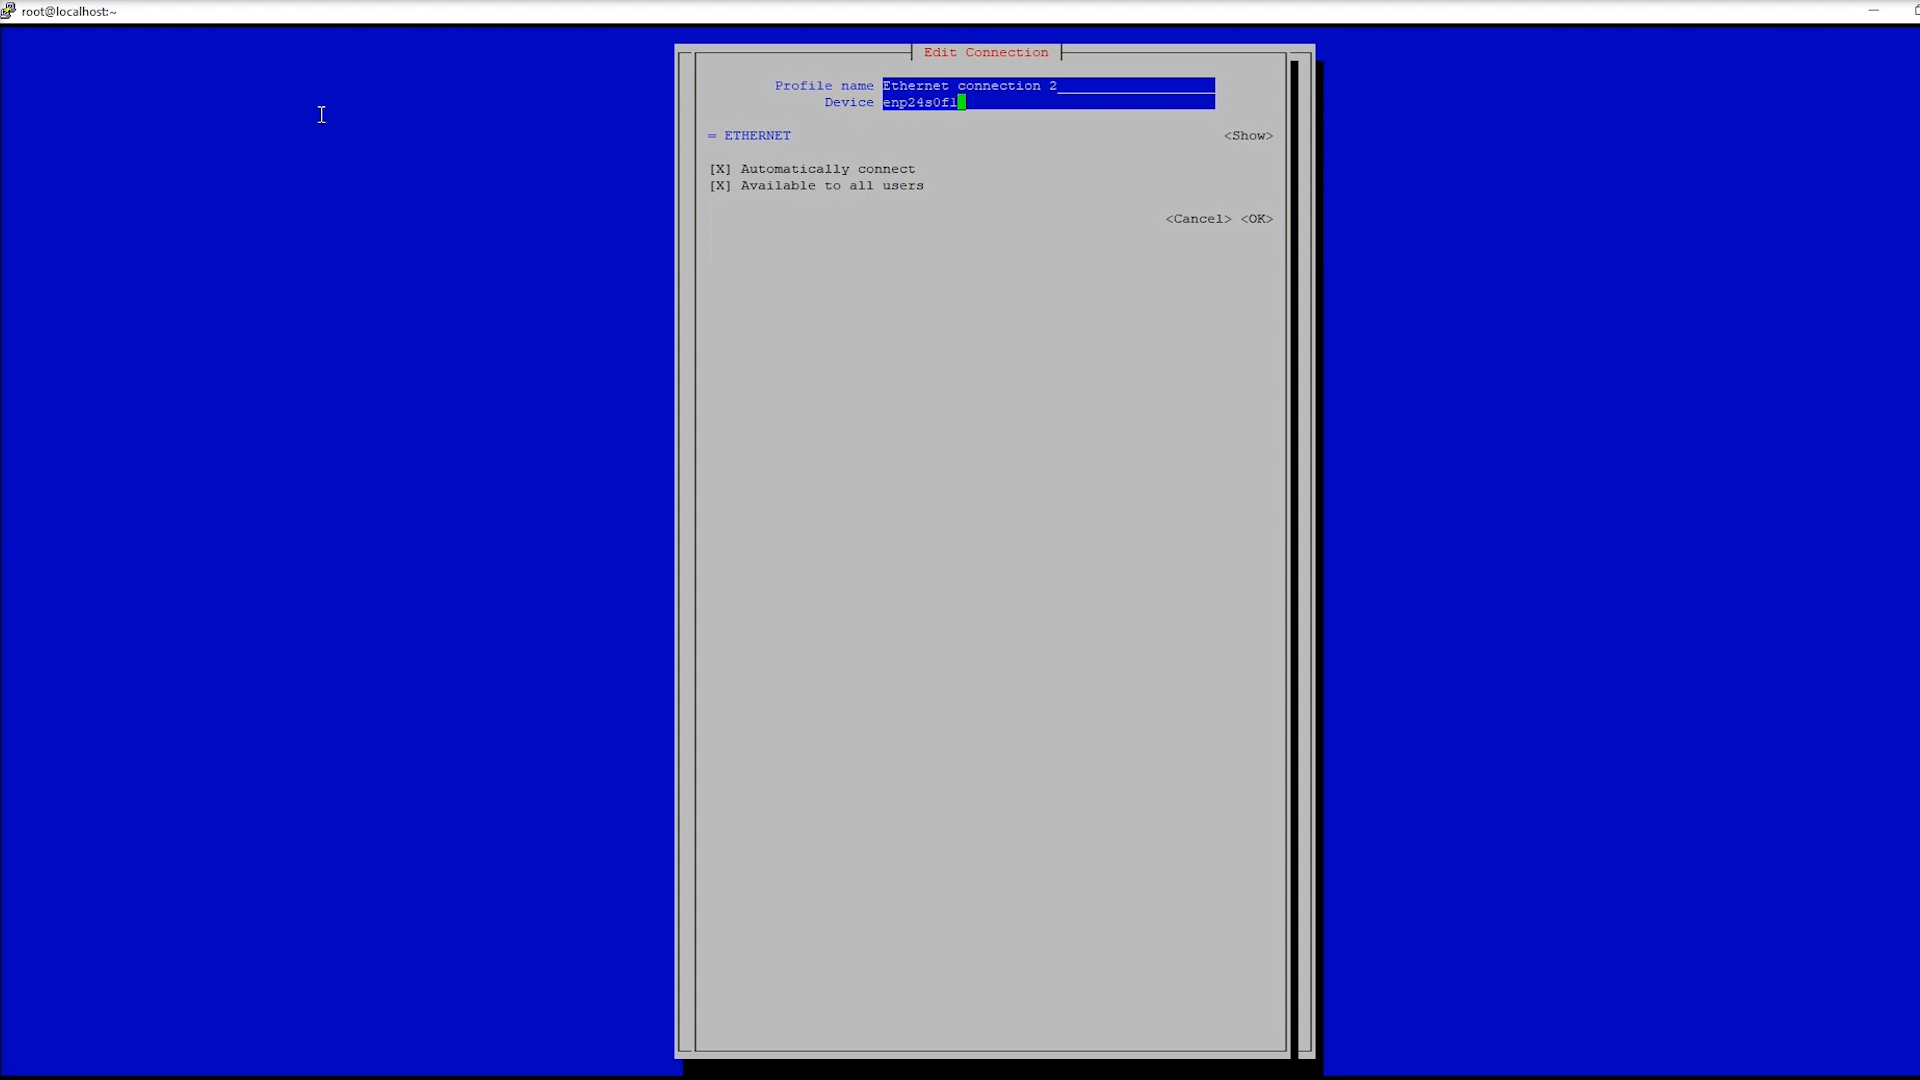 root@localhost:~
Edit Connection
Profile name Ethernet connection 2
Device enp24s0f1
= ETHERNET <Show>
[X] Automatically connect
[X] Available to all users
<Cancel> <OK>